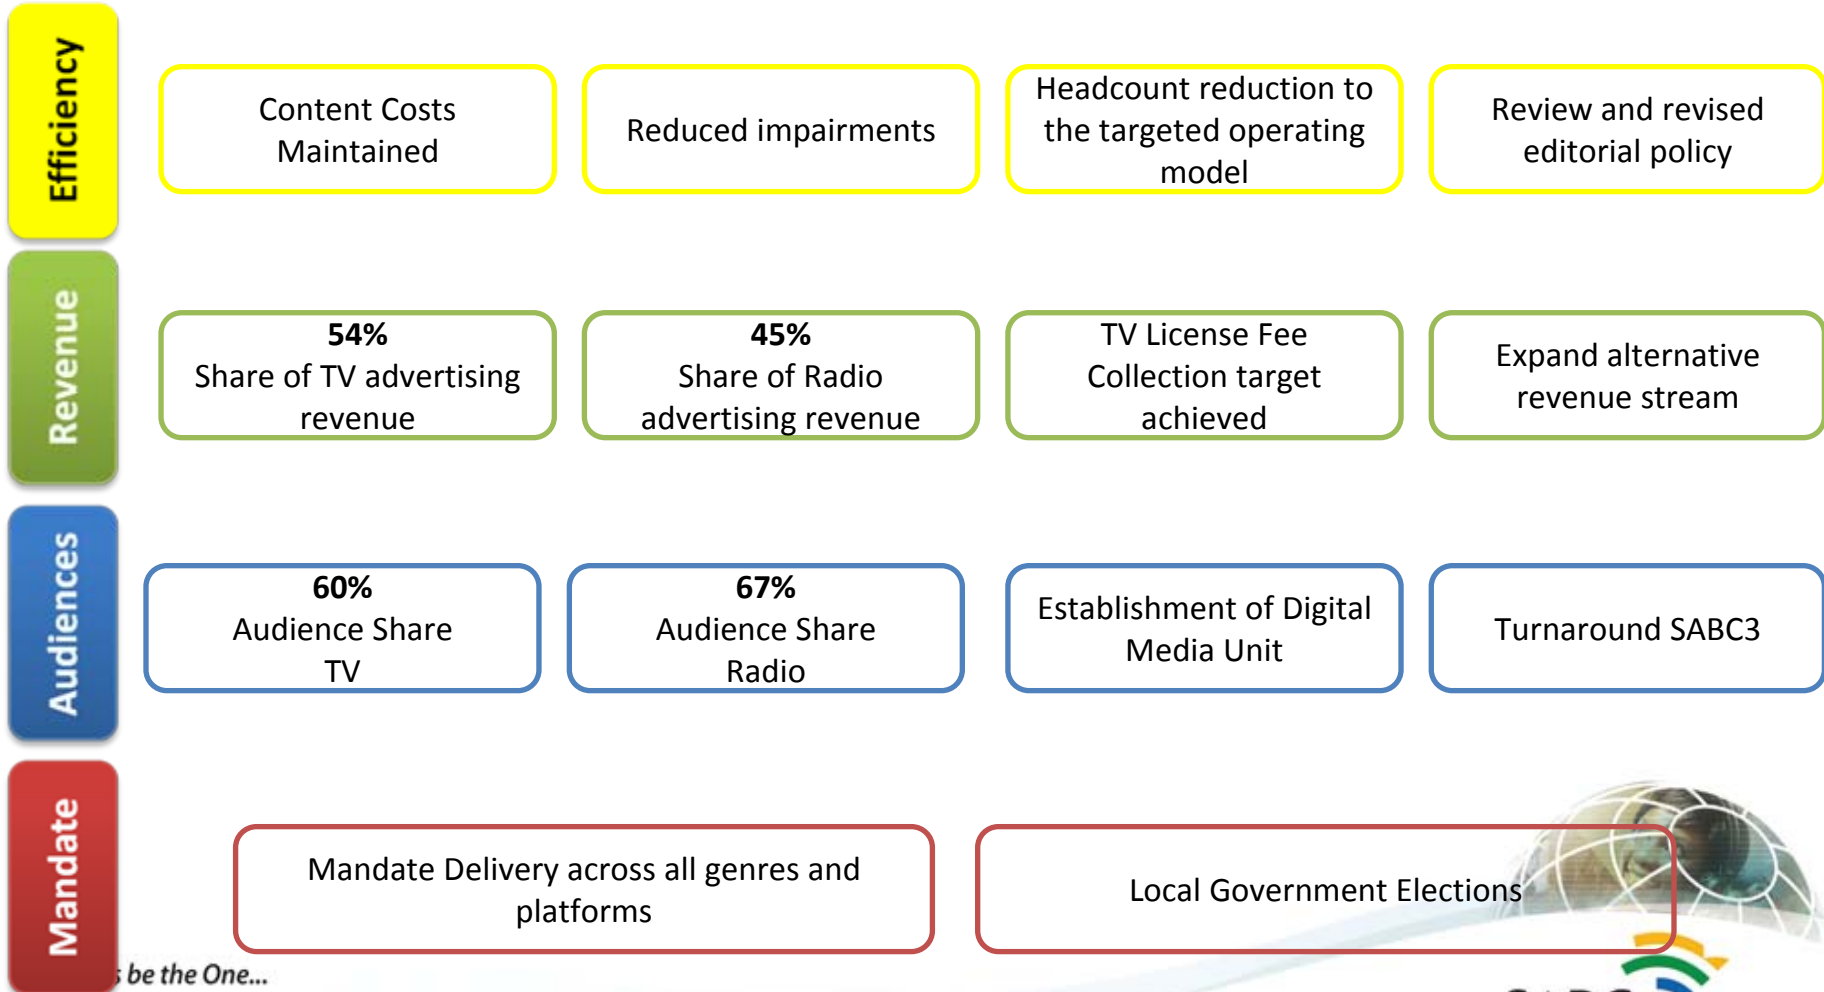 Efficiency
Content Costs
Maintained
Reduced impairments
Headcount reduction to
the targeted operating
model
Review and revised
editorial policy
Revenue
54%
Share of TV advertising
revenue
45%
Share of Radio
advertising revenue
TV License Fee
Collection target
achieved
Expand alternative
revenue stream
Audiences
60%
Audience Share
TV
67%
Audience Share
Radio
Establishment of Digital
Media Unit
Turnaround SABC3
Mandate
Mandate Delivery across all genres and
platforms
Local Government Elections
be the One...